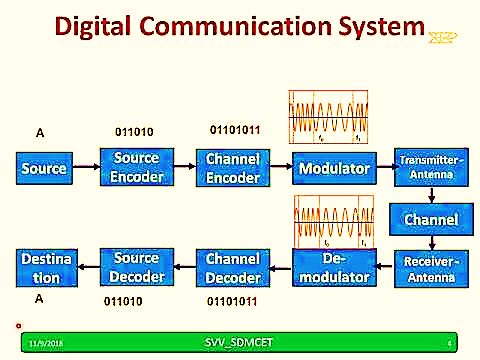 Digital Communication System
A
011010
01101011
Source
Source
Encoder
Channel
Encoder
Modulator
Transmitter-
Antenna
Channel
Destina
tion
Source
Decoder
Channel
Decoder
De-
modulator
Receiver-
Antenna
A
011010
01101011
11/9/2018
SVV_SDMCET
4